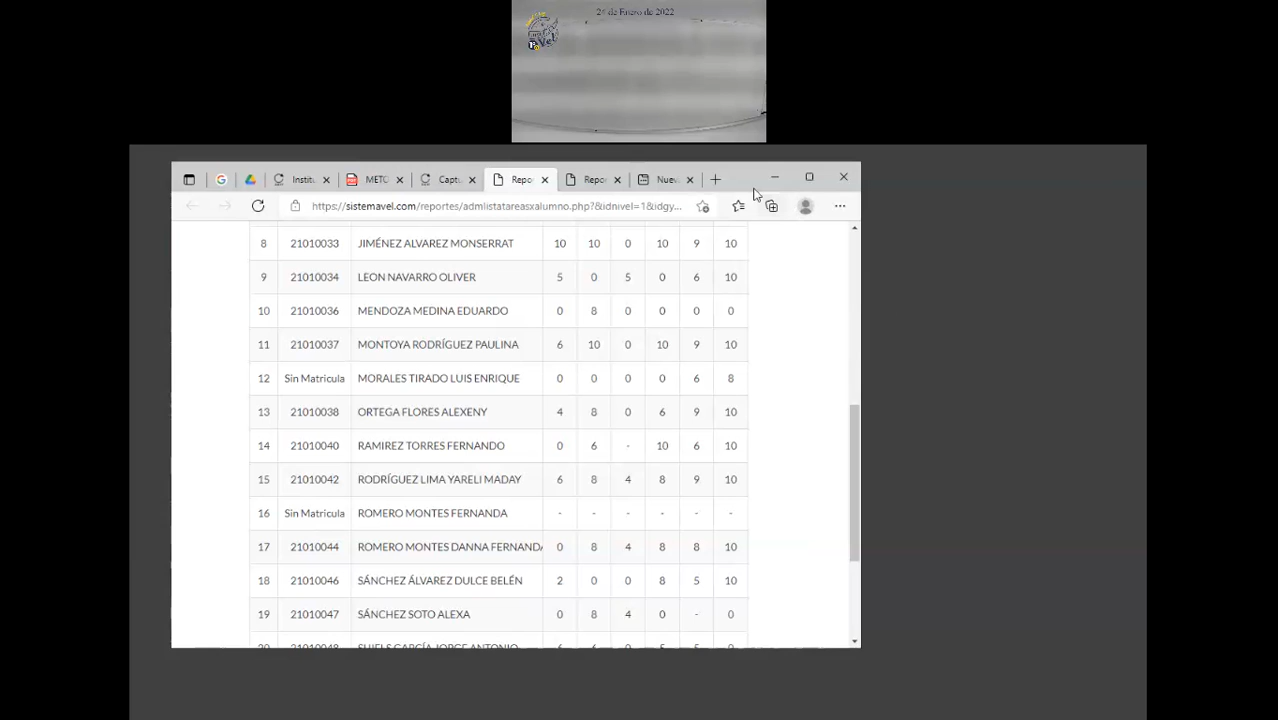 24 de Enero de 2022
Vel
Institu
METO
Captu
Repo
Repor
Nueva
https://sistemavel.com/reportes/admlistatareasxalumno.php?&idnivel=1&idgy...
8 21010033 JIMÉNEZ ALVAREZ MONSERRAT 10 10 0 10 9 10
9 21010034 LEON NAVARRO OLIVER 5 0 5 0 6 10
10 21010036 MENDOZA MEDINA EDUARDO 0 8 0 0 0 0
11 21010037 MONTOYA RODRÍGUEZ PAULINA 6 10 0 10 9 10
12 Sin Matricula MORALES TIRADO LUIS ENRIQUE 0 0 0 0 6 8
13 21010038 ORTEGA FLORES ALEXENY 4 8 0 6 9 10
14 21010040 RAMIREZ TORRES FERNANDO 0 6 - 10 6 10
15 21010042 RODRÍGUEZ LIMA YARELI MADAY 6 8 4 8 9 10
16 Sin Matricula ROMERO MONTES FERNANDA - - - - - -
17 21010044 ROMERO MONTES DANNA FERNANDA 0 8 4 8 8 10
18 21010046 SÁNCHEZ ÁLVAREZ DULCE BELÉN 2 0 0 8 5 10
19 21010047 SÁNCHEZ SOTO ALEXA 0 8 4 0 - 0